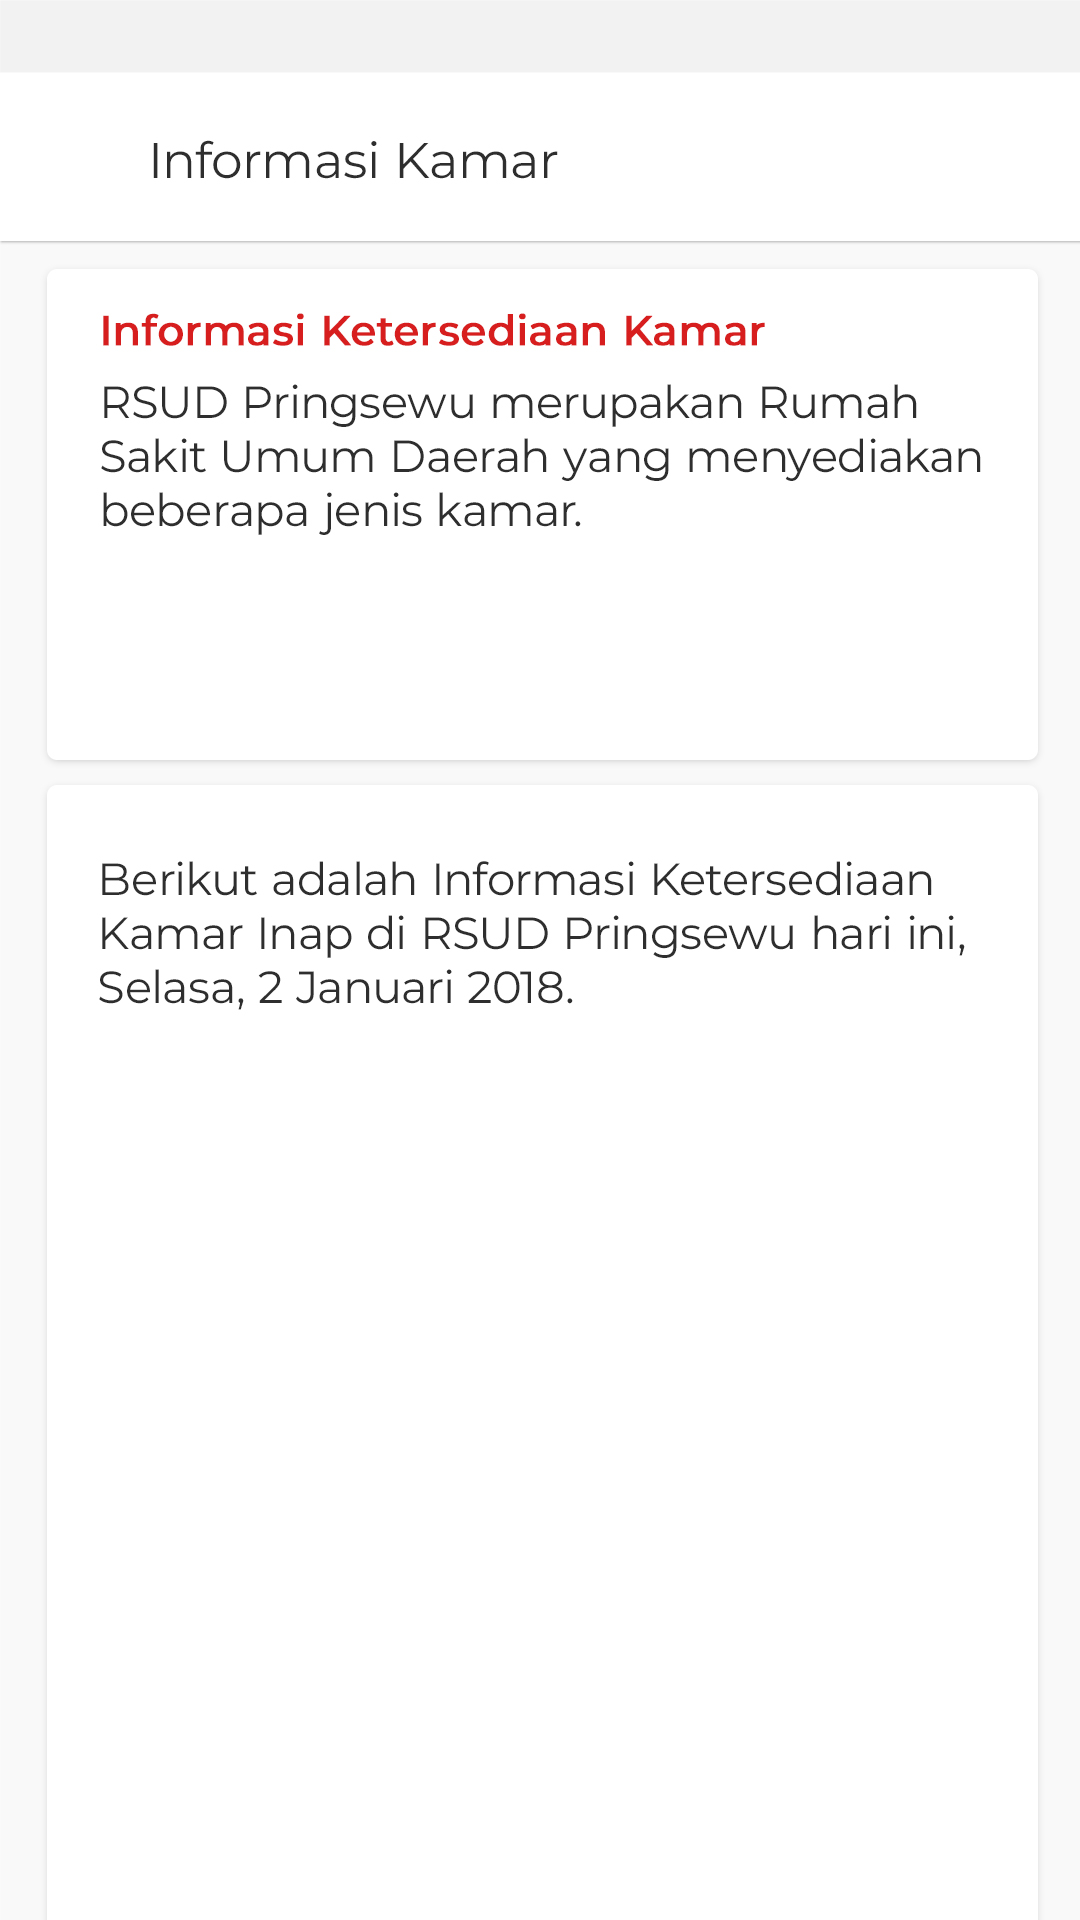 Informasi Kamar
Informasi Ketersediaan Kamar
RSUD Pringsewu merupakan Rumah
Sakit Umum Daerah yang menyediakan
beberapa jenis kamar.
Berikut adalah Informasi Ketersediaan
Kamar Inap di RSUD Pringsewu hari ini,
Selasa, 2 Januari 2018.